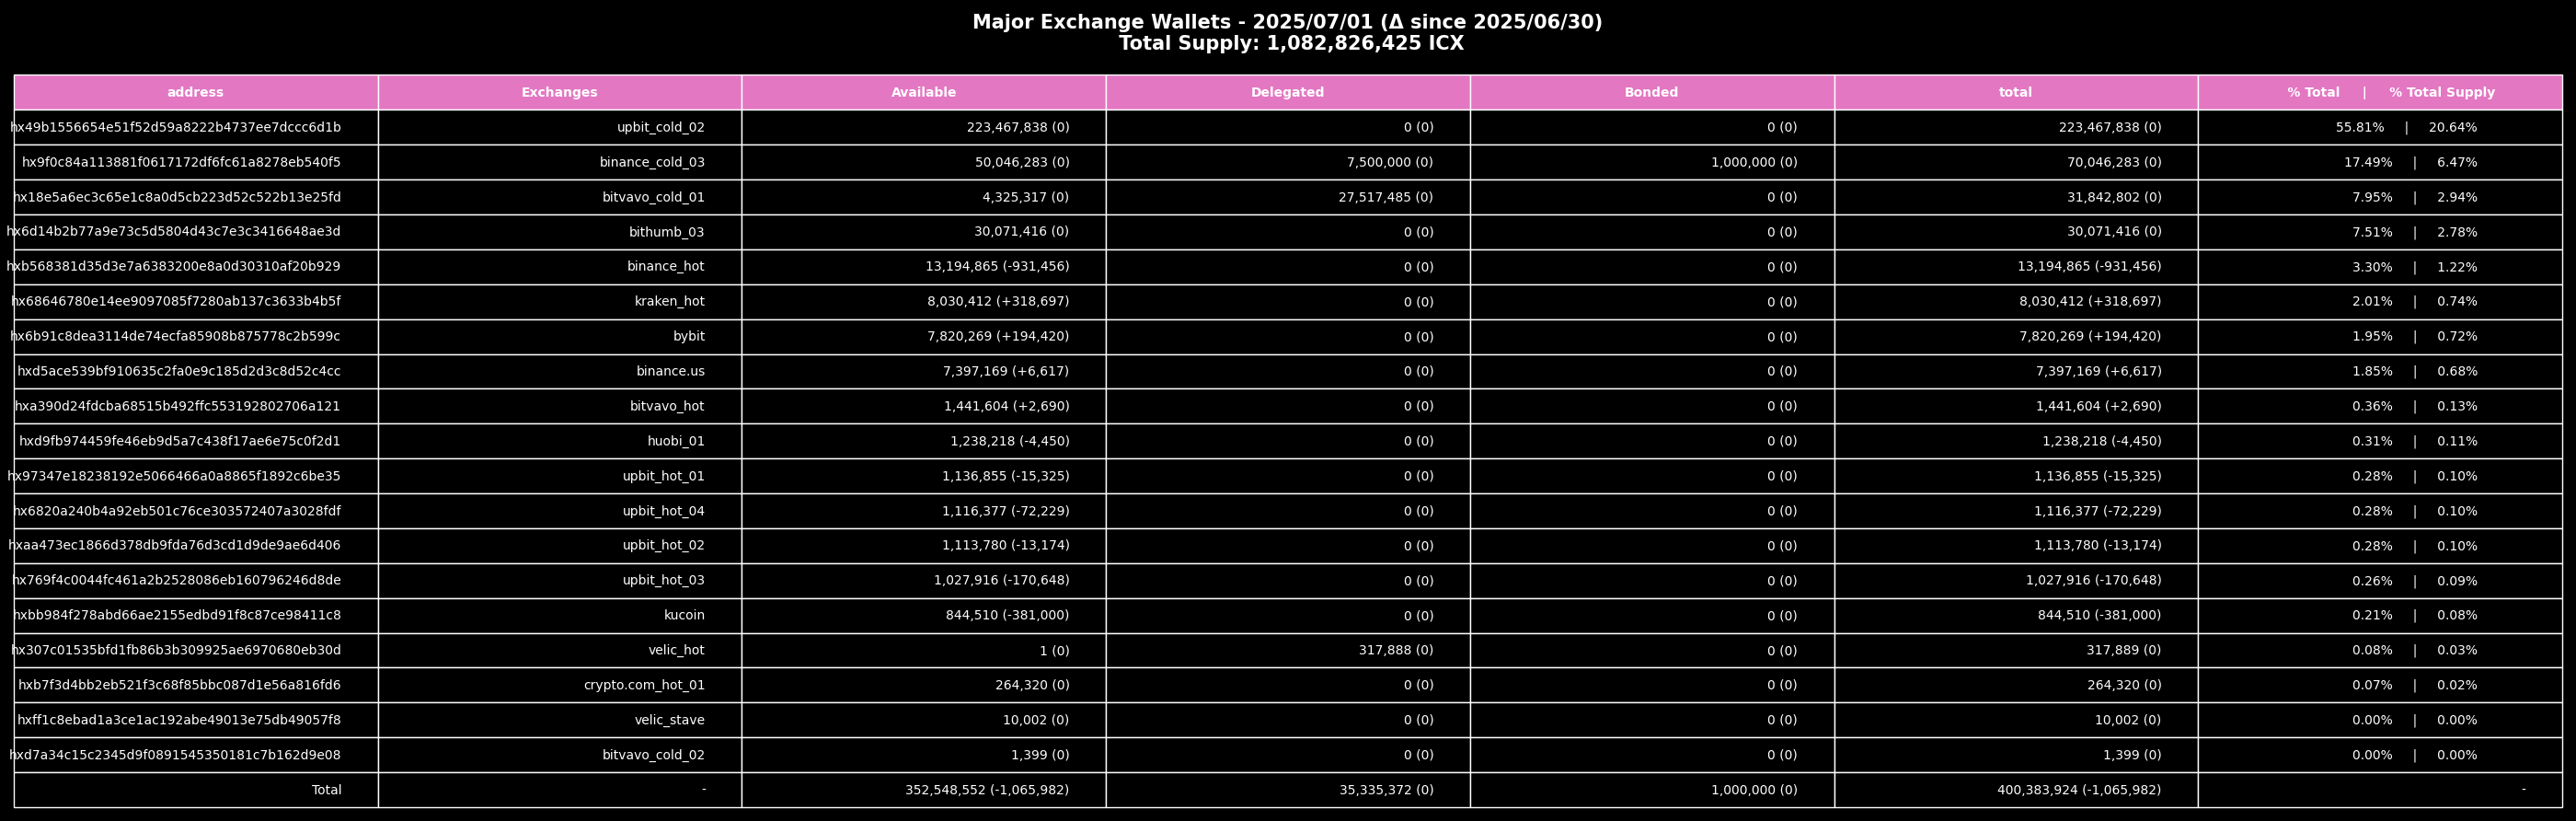 Major Exchange Wallets - 2025/07/01 (Δ since 2025/06/30)
Total Supply: 1,082,826,425 ICX
address Exchanges Available Delegated Bonded total % Total | % Total Supply
hx49b1556654e51f52d59a8222b4737ee7dccc6d1b upbit_cold_02 223,467,838 (0) 0 (0) 0 (0) 223,467,838 (0) 55.81% | 20.64%
hx9f0c84a113881f0617172df6fc61a8278eb540f5 binance_cold_03 50,046,283 (0) 7,500,000 (0) 1,000,000 (0) 70,046,283 (0) 17.49% | 6.47%
hx18e5a6ec3c65e1c8a0d5cb223d52c522b13e25fd bitvavo_cold_01 4,325,317 (0) 27,517,485 (0) 0 (0) 31,842,802 (0) 7.95% | 2.94%
hx6d14b2b77a9e73c5d5804d43c7e3c3416648ae3d bithumb_03 30,071,416 (0) 0 (0) 0 (0) 30,071,416 (0) 7.51% | 2.78%
hxb568381d35d3e7a6383200e8a0d30310af20b929 binance_hot 13,194,865 (-931,456) 0 (0) 0 (0) 13,194,865 (-931,456) 3.30% | 1.22%
hx68646780e14ee9097085f7280ab137c3633b4b5f kraken_hot 8,030,412 (+318,697) 0 (0) 0 (0) 8,030,412 (+318,697) 2.01% | 0.74%
hx6b91c8dea3114de74ecfa85908b875778c2b599c bybit 7,820,269 (+194,420) 0 (0) 0 (0) 7,820,269 (+194,420) 1.95% | 0.72%
hxd5ace539bf910635c2fa0e9c185d2d3c8d52c4cc binance.us 7,397,169 (+6,617) 0 (0) 0 (0) 7,397,169 (+6,617) 1.85% | 0.68%
hxa390d24fdcba68515b492ffc553192802706a121 bitvavo_hot 1,441,604 (+2,690) 0 (0) 0 (0) 1,441,604 (+2,690) 0.36% | 0.13%
hxd9fb974459fe46eb9d5a7c438f17ae6e75c0f2d1 huobi_01 1,238,218 (-4,450) 0 (0) 0 (0) 1,238,218 (-4,450) 0.31% | 0.11%
hx97347e18238192e5066466a0a8865f1892c6be35 upbit_hot_01 1,136,855 (-15,325) 0 (0) 0 (0) 1,136,855 (-15,325) 0.28% | 0.10%
hx6820a240b4a92eb501c76ce303572407a3028fdf upbit_hot_04 1,116,377 (-72,229) 0 (0) 0 (0) 1,116,377 (-72,229) 0.28% | 0.10%
hxaa473ec1866d378db9fda76d3cd1d9de9ae6d406 upbit_hot_02 1,113,780 (-13,174) 0 (0) 0 (0) 1,113,780 (-13,174) 0.28% | 0.10%
hx769f4c0044fc461a2b2528086eb160796246d8de upbit_hot_03 1,027,916 (-170,648) 0 (0) 0 (0) 1,027,916 (-170,648) 0.26% | 0.09%
hxbb984f278abd66ae2155edbd91f8c87ce98411c8 kucoin 844,510 (-381,000) 0 (0) 0 (0) 844,510 (-381,000) 0.21% | 0.08%
hx307c01535bfd1fb86b3b309925ae6970680eb30d velic_hot 1 (0) 317,888 (0) 0 (0) 317,889 (0) 0.08% | 0.03%
hxb7f3d4bb2eb521f3c68f85bbc087d1e56a816fd6 crypto.com_hot_01 264,320 (0) 0 (0) 0 (0) 264,320 (0) 0.07% | 0.02%
hxff1c8ebad1a3ce1ac192abe49013e75db49057f8 velic_stave 10,002 (0) 0 (0) 0 (0) 10,002 (0) 0.00% | 0.00%
hxd7a34c15c2345d9f0891545350181c7b162d9e08 bitvavo_cold_02 1,399 (0) 0 (0) 0 (0) 1,399 (0) 0.00% | 0.00%
Total - 352,548,552 (-1,065,982) 35,335,372 (0) 1,000,000 (0) 400,383,924 (-1,065,982) -